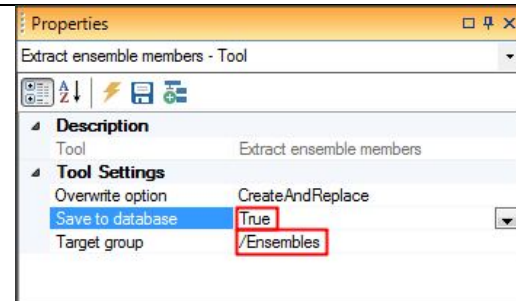 Properties
Extract ensemble members - Tool
Description
Tool Extract ensemble members
Tool Settings
Overwrite option CreateAndReplace
Save to database True
Target group /Ensembles